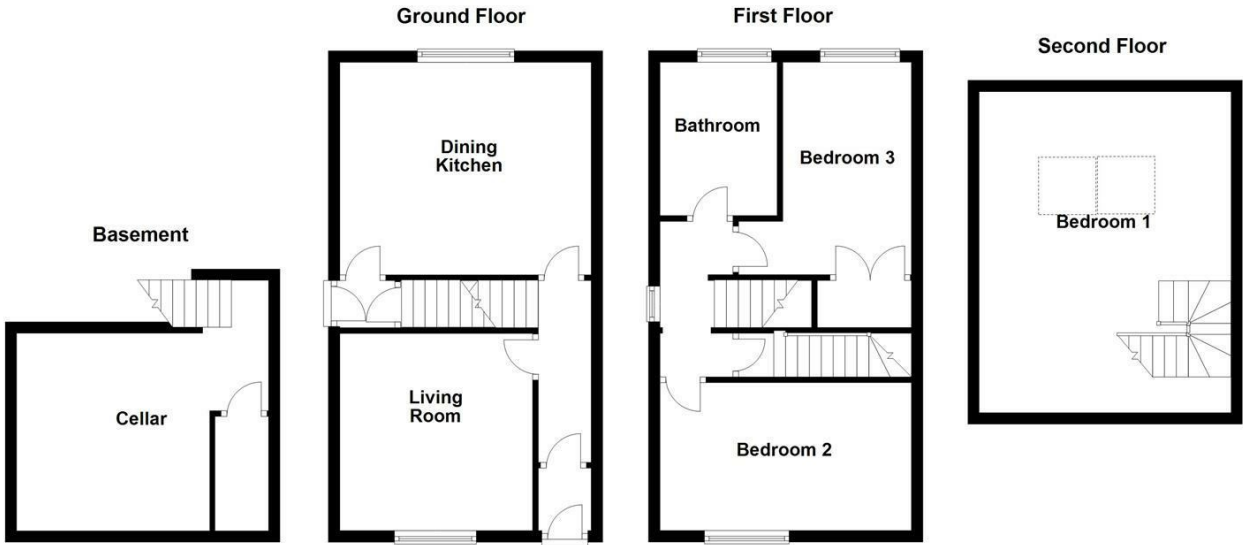 Ground Floor
First Floor
Second Floor
Bathroom
Dining
Kitchen
Bedroom 3
Bedroom 1
Basement
Cellar
Living
Room
Bedroom 2